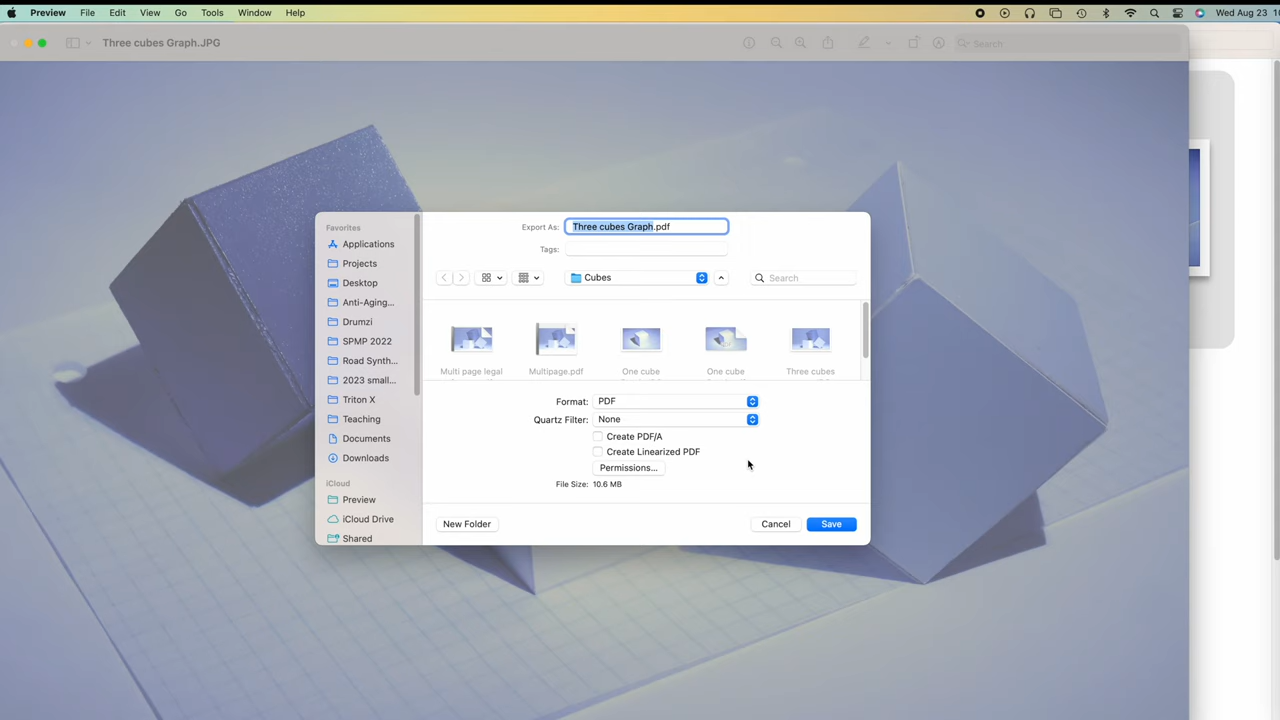 Preview File Edit View Go Tools Window Help Wed Aug 23
Three cubes Graph.JPG Search
Favorites
Applications
Projects
Desktop
Anti-Aging...
Drumzi
SPMP 2022
Road Synth...
2023 small...
Triton X
Teaching
Documents
Downloads
iCloud
Preview
iCloud Drive
Shared
Export As: Three cubes Graph.pdf
Tags:
Cubes Search
Multi page legal Multipage.pdf One cube One cube Three cubes
Format: PDF
Quartz Filter: None
Create PDF/A
Create Linearized PDF
Permissions...
File Size: 10.6 MB
New Folder Cancel Save